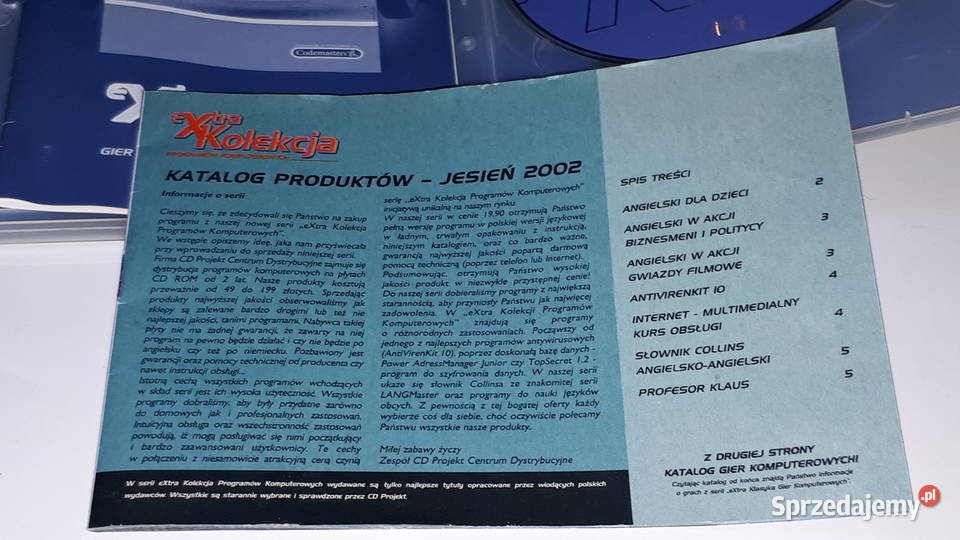 Codemasters
GIER
eXtra
Kolekcja
PROGRAMÓW KOMPUTEROWYCH
KATALOG PRODUKTÓW - JESIEŃ 2002
Informacje o serii
Cieszymy się, że zdecydowali się Państwo na zakup
programu z naszej nowej serii „eXtra Kolekcja
Programów Komputerowych".
We wstępie opiszemy ideę, jaka nam przyświecała
przy wprowadzaniu do sprzedaży niniejszej serii.
Firma CD Projekt Centrum Dystrybucyjne zajmuje się
dystrybucja programów komputerowych na płytach
CD ROM od 2 lat. Nasze produkty kosztują
przeważnie od 49 do 199 złotych. Sprzedając
produkty najwyższej jakości obserwowaliśmy jak
sklepy są zalewane bardzo drogimi lub też nie
najlepszej jakości, tanimi programami. Nabywca takiej
płyty nie ma żadnej gwarancji, że zawarty na niej
program na pewno będzie działać i czy nie będzie po
angielsku czy też po niemiecku. Pozbawiony jest
gwarancji oraz pomocy technicznej od producenta czy
nawet instrukcji obsługi...
Istotną cechą wszystkich programów wchodzących
w skład serii jest ich wysoka użyteczność. Wszystkie
programy dobraliśmy, aby były przydatne zarówno
do domowych jak i profesjonalnych zastosowań.
Intuicyjna obsługa oraz wszechstronność zastosowań
powodują, iż mogą posługiwać się nimi początkujący
i bardzo zaawansowani użytkownicy. Te cechy
w połączeniu z niesamowicie atrakcyjną ceną czynią
serię „eXtra Kolekcja Programów Komputerowych"
inicjatywą unikalną na naszym rynku.
W naszej serii w cenie 19,90 otrzymują Państwo
pełną wersję programu w polskiej wersji językowej
w ładnym, trwałym opakowaniu z instrukcją,
niniejszym katalogiem, oraz co bardzo ważne,
gwarancją najwyższej jakości popartą darmową
pomocą techniczną (poprzez telefon lub Internet).
Podsumowując, otrzymują Państwo wysokiej
jakości produkt w niezwykle przystępnej cenie!
Do naszej serii dobieraliśmy programy z największą
starannością, aby przyniosły Państwu jak najwięcej
zadowolenia. W „eXtra Kolekcji Programów
Komputerowych" znajdują się programy
o różnorodnych zastosowaniach. Począwszy od
jednego z najlepszych programów antywirusowych
(AntiVirenKit 10), poprzez doskonałą bazę danych -
Power AdressManager Junior czy TopSecret 1.2 -
program do szyfrowania danych. W naszej serii
ukaże się słownik Collinsa ze znakomitej serii
LANGMaster oraz programy do nauki języków
obcych. Z pewnością z tej bogatej oferty każdy
wybierze coś dla siebie, choć oczywiście polecamy
Państwu wszystkie nasze produkty.
Miłej zabawy życzy
Zespół CD Projekt Centrum Dystrybucyjne
W serii eXtra Kolekcja Programów Komputerowych wydawane są tylko najlepsze tytuły opracowane przez wiodących polskich
wydawców. Wszystkie są starannie wybrane i sprawdzone przez CD Projekt.
SPIS TREŚCI
ANGIELSKI DLA DZIECI 2
ANGIELSKI W AKCJI
BIZNESMENI I POLITYCY 3
ANGIELSKI W AKCJI
GWIAZDY FILMOWE 3
ANTIVIRENKIT 10 4
INTERNET - MULTIMEDIALNY
KURS OBSŁUGI 4
SŁOWNIK COLLINS
ANGIELSKO-ANGIELSKI 5
PROFESOR KLAUS 5
Z DRUGIEJ STRONY
KATALOG GIER KOMPUTEROWYCH!
Czytając katalog od końca znajdą Państwo informacje
o grach z serii „eXtra Klasyka Gier Komputerowych".
Sprzedajemy.pl